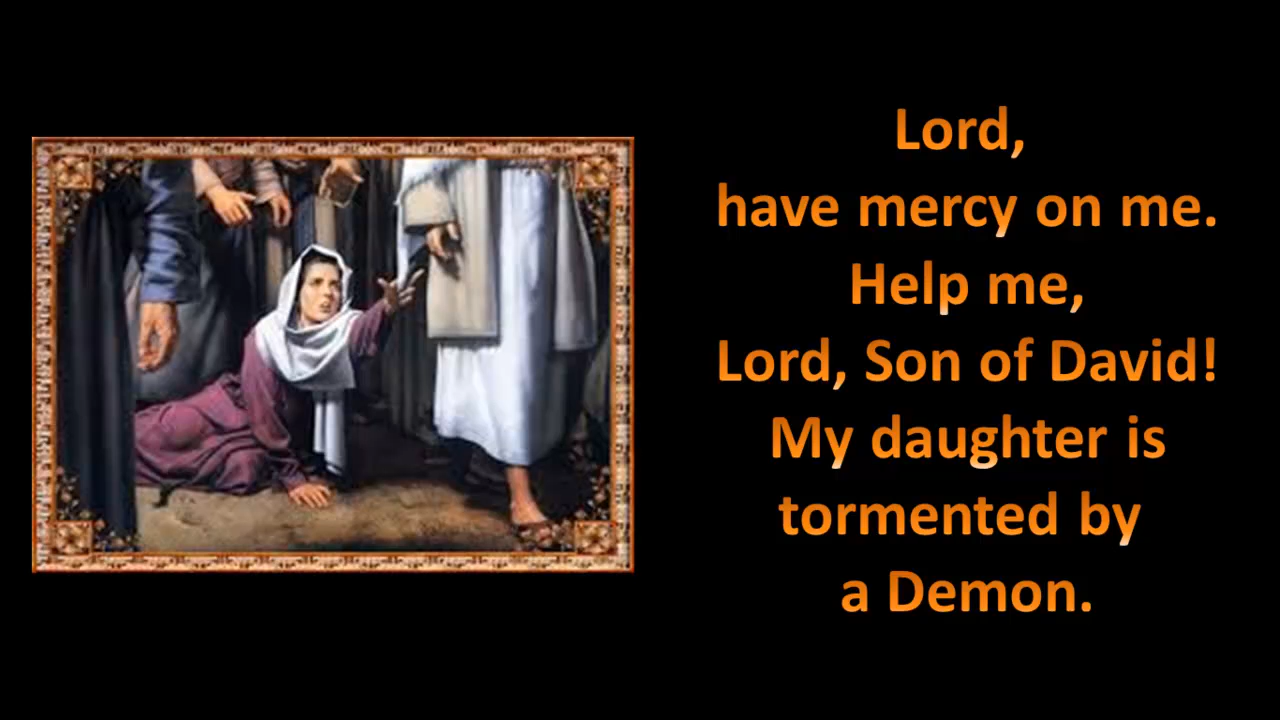 Lord,
have mercy on me.
Help me,
Lord, Son of David!
My daughter is
tormented by
a Demon.